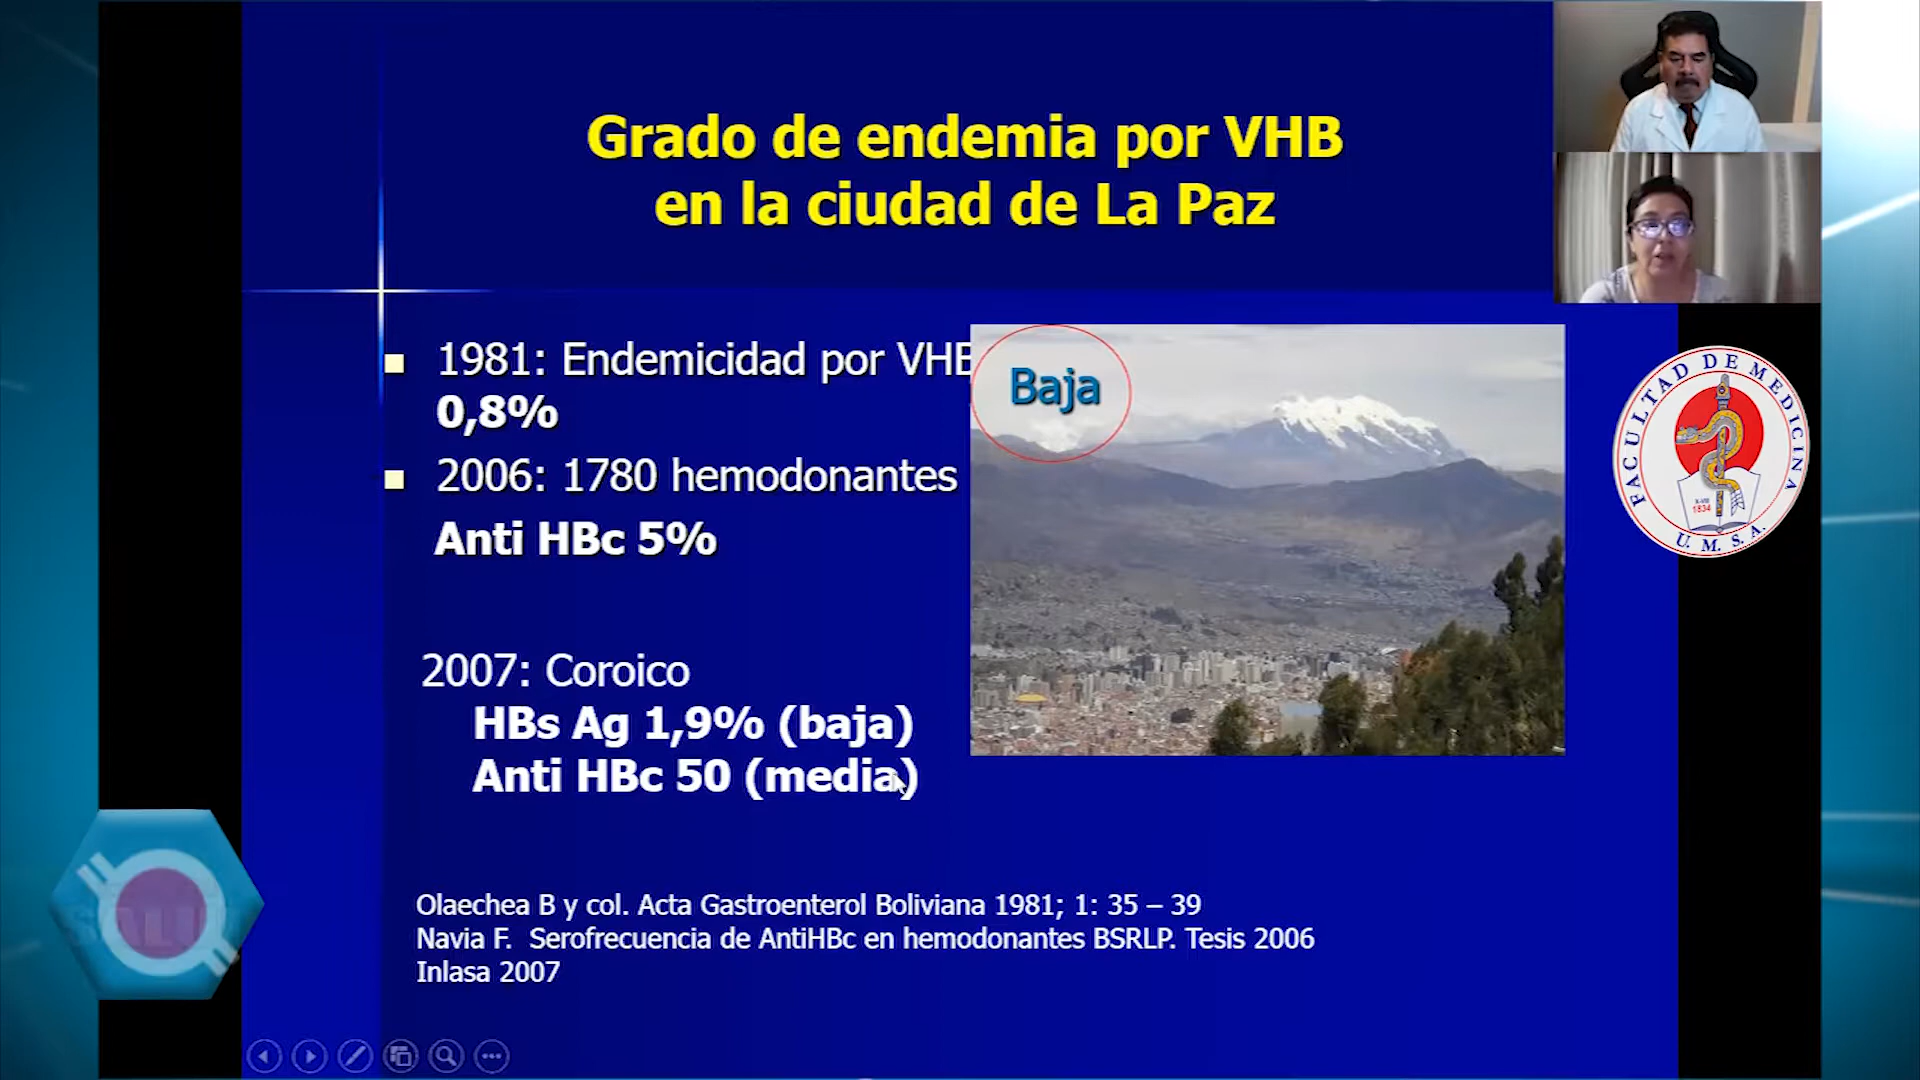 Grado de endemia por VHB
en la ciudad de La Paz
1981: Endemicidad por VHB
0,8%
2006: 1780 hemodonantes
Anti HBc 5%
2007: Coroico
HBs Ag 1,9% (baja)
Anti HBc 50 (media)
Baja
Olaechea B y col. Acta Gastroenterol Boliviana 1981; 1: 35 – 39
Navia F. Serofrecuencia de AntiHBc en hemodonantes BSRLP. Tesis 2006
Inlasa 2007
FACULTAD DE MEDICINA
1834
U. M. S. A.
SALUD